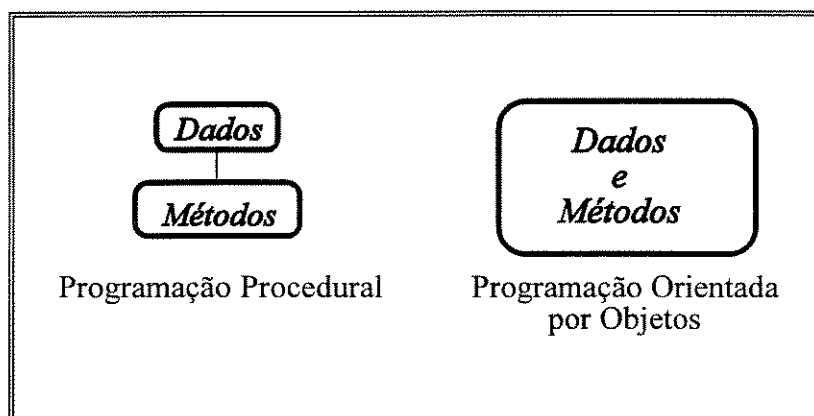 Dados
Métodos
Programação Procedural
Dados
e
Métodos
Programação Orientada
por Objetos